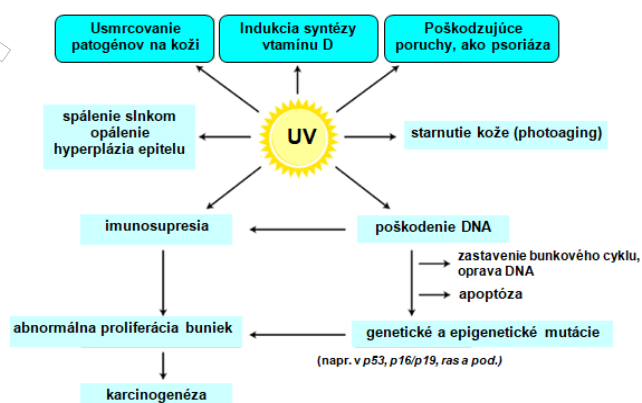 Usmrcovanie
patogénov na koži
Indukcia syntézy
vtamínu D
Poškodzujúce
poruchy, ako psoriáza
spálenie slnkom
opálenie
hyperplázia epitelu
UV
starnutie kože (photoaging)
imunosupresia
poškodenie DNA
zastavenie bunkového cyklu,
oprava DNA
apoptóza
abnormálna proliferácia buniek
genetické a epigenetické mutácie
(napr. v p53, p16/p19, ras a pod.)
karcinogenéza